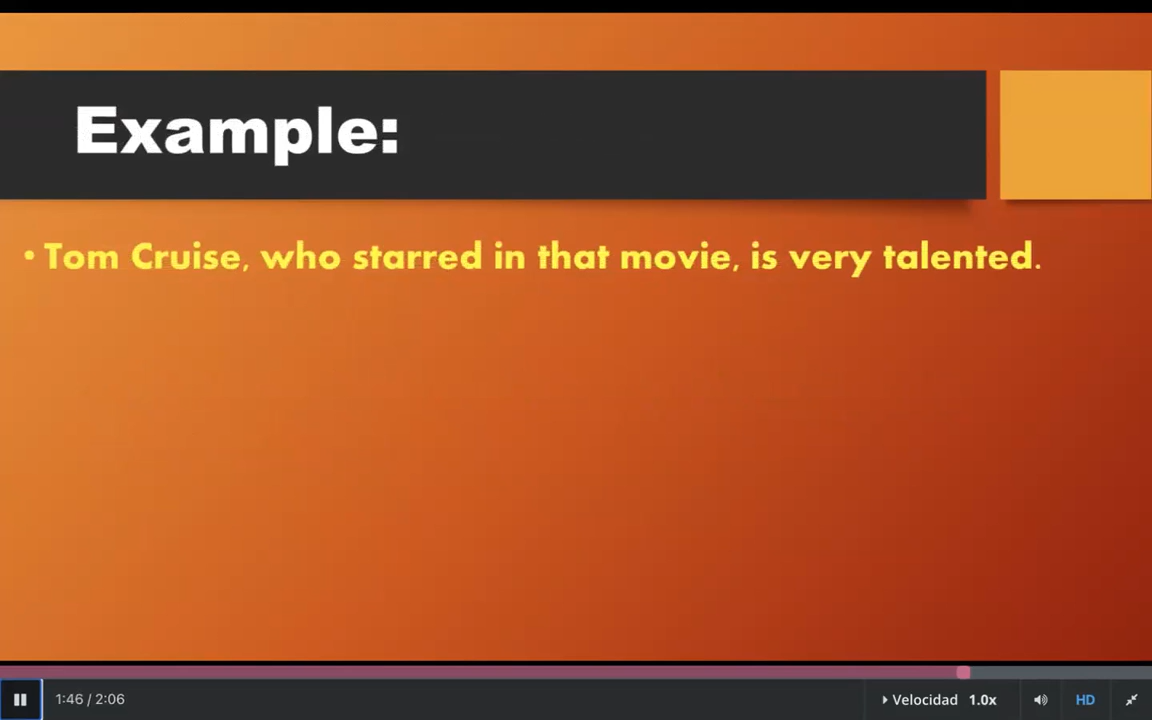 Example:
• Tom Cruise, who starred in that movie, is very talented.
1:46 / 2:06
Velocidad 1.0x
HD